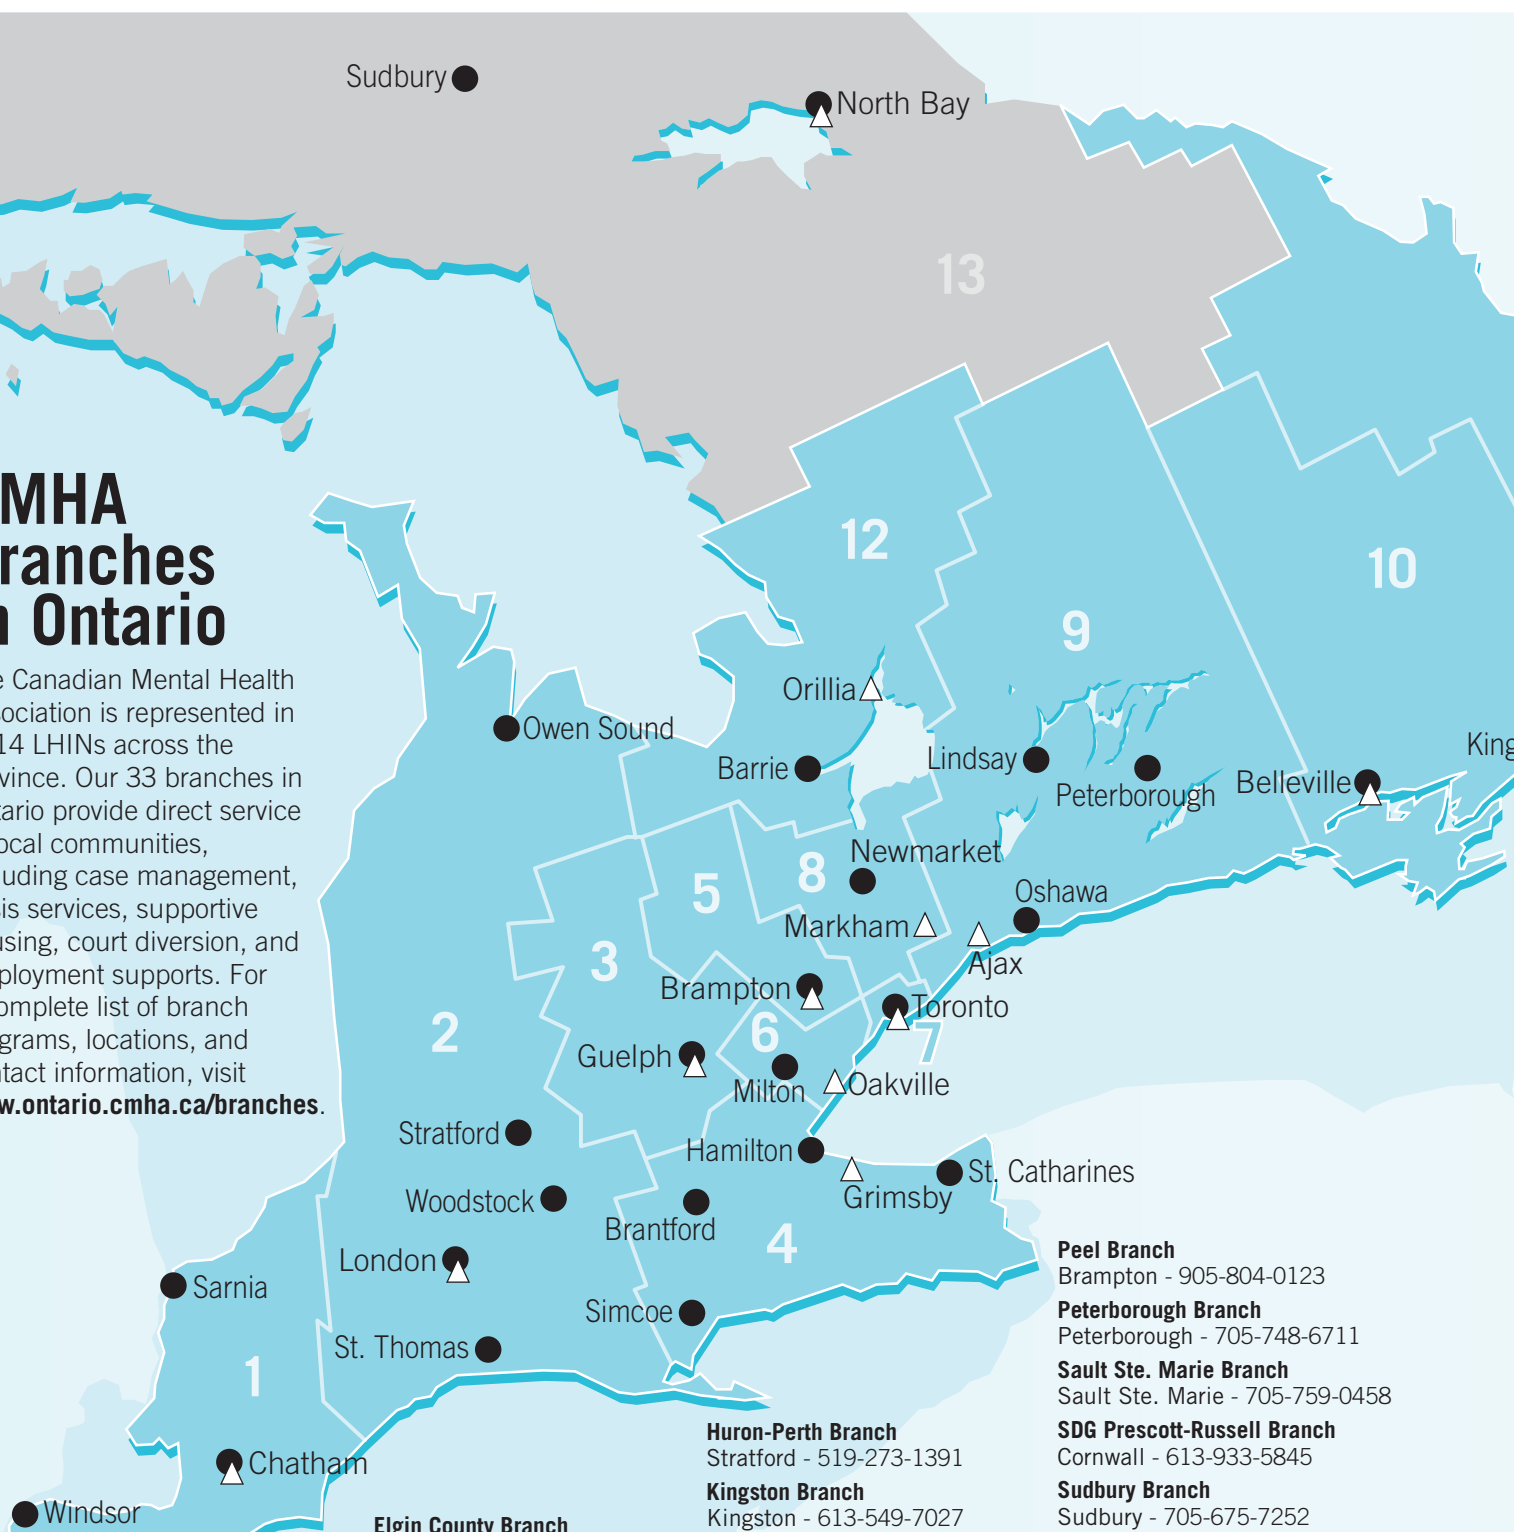 Sudbury
North Bay
13
MHA
ranches
Ontario
Canadian Mental Health
sociation is represented in
14 LHINs across the
vince. Our 33 branches in
tario provide direct service
ocal communities,
luding case management,
is services, supportive
using, court diversion, and
ployment supports. For
omplete list of branch
grams, locations, and
tact information, visit
w.ontario.cmha.ca/branches.
12
10
9
Orillia
Owen Sound
Barrie
Lindsay
King
Peterborough
Belleville
Newmarket
8
5
Oshawa
Markham
3
Ajax
Brampton
Toronto
2
6
7
Guelph
Milton
Oakville
Stratford
Hamilton
St. Catharines
Woodstock
Grimsby
Brantford
4
London
Sarnia
Simcoe
St. Thomas
1
Chatham
Windsor
Elgin County Branch
Huron-Perth Branch
Stratford - 519-273-1391
Kingston Branch
Kingston - 613-549-7027
Peel Branch
Brampton - 905-804-0123
Peterborough Branch
Peterborough - 705-748-6711
Sault Ste. Marie Branch
Sault Ste. Marie - 705-759-0458
SDG Prescott-Russell Branch
Cornwall - 613-933-5845
Sudbury Branch
Sudbury - 705-675-7252